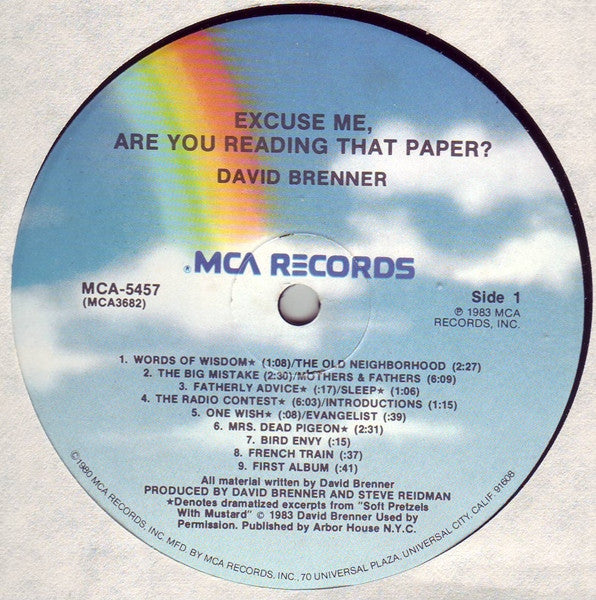 EXCUSE ME,
ARE YOU READING THAT PAPER?
DAVID BRENNER
® MCA RECORDS
MCA-5457
(MCA3682)
Side 1
℗ 1983 MCA
RECORDS, INC.
1. WORDS OF WISDOM★ (1:08)/THE OLD NEIGHBORHOOD (2:27)
2. THE BIG MISTAKE (2:30)/MOTHERS & FATHERS (6:09)
3. FATHERLY ADVICE★ (:17)/SLEEP★ (1:06)
4. THE RADIO CONTEST★ (6:03)/INTRODUCTIONS (1:15)
5. ONE WISH★ (:08)/EVANGELIST (:39)
6. MRS. DEAD PIGEON★ (2:31)
7. BIRD ENVY (:15)
8. FRENCH TRAIN (:37)
9. FIRST ALBUM (:41)
All material written by David Brenner
PRODUCED BY DAVID BRENNER AND STEVE REIDMAN
★Denotes dramatized excerpts from "Soft Pretzels
With Mustard" © 1983 David Brenner Used by
Permission. Published by Arbor House N.Y.C.
©1980 MCA RECORDS, INC. MFD. BY MCA RECORDS, INC., 70 UNIVERSAL PLAZA, UNIVERSAL CITY, CALIF. 91608